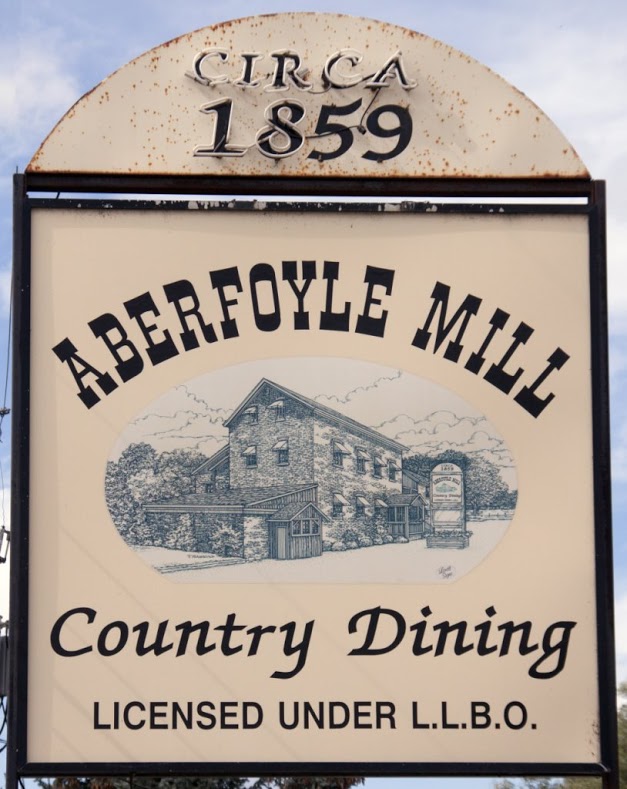 CIRCA
1859
ABERFOYLE MILL
Country Dining
LICENSED UNDER L.L.B.O.